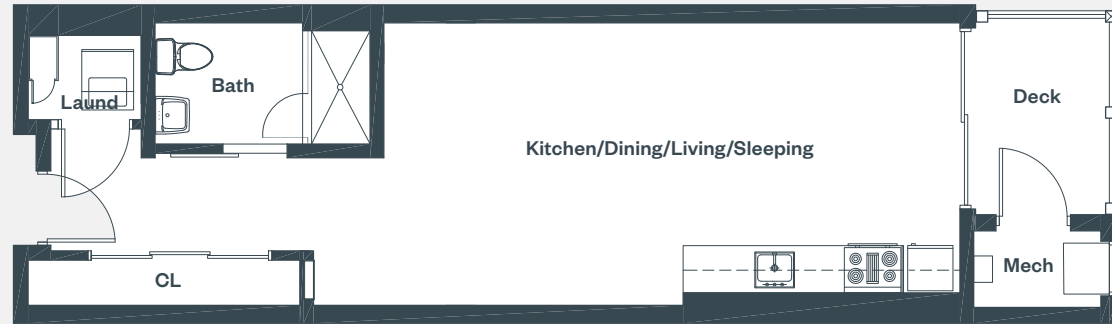 Bath
Laund
Deck
Kitchen/Dining/Living/Sleeping
Mech
CL